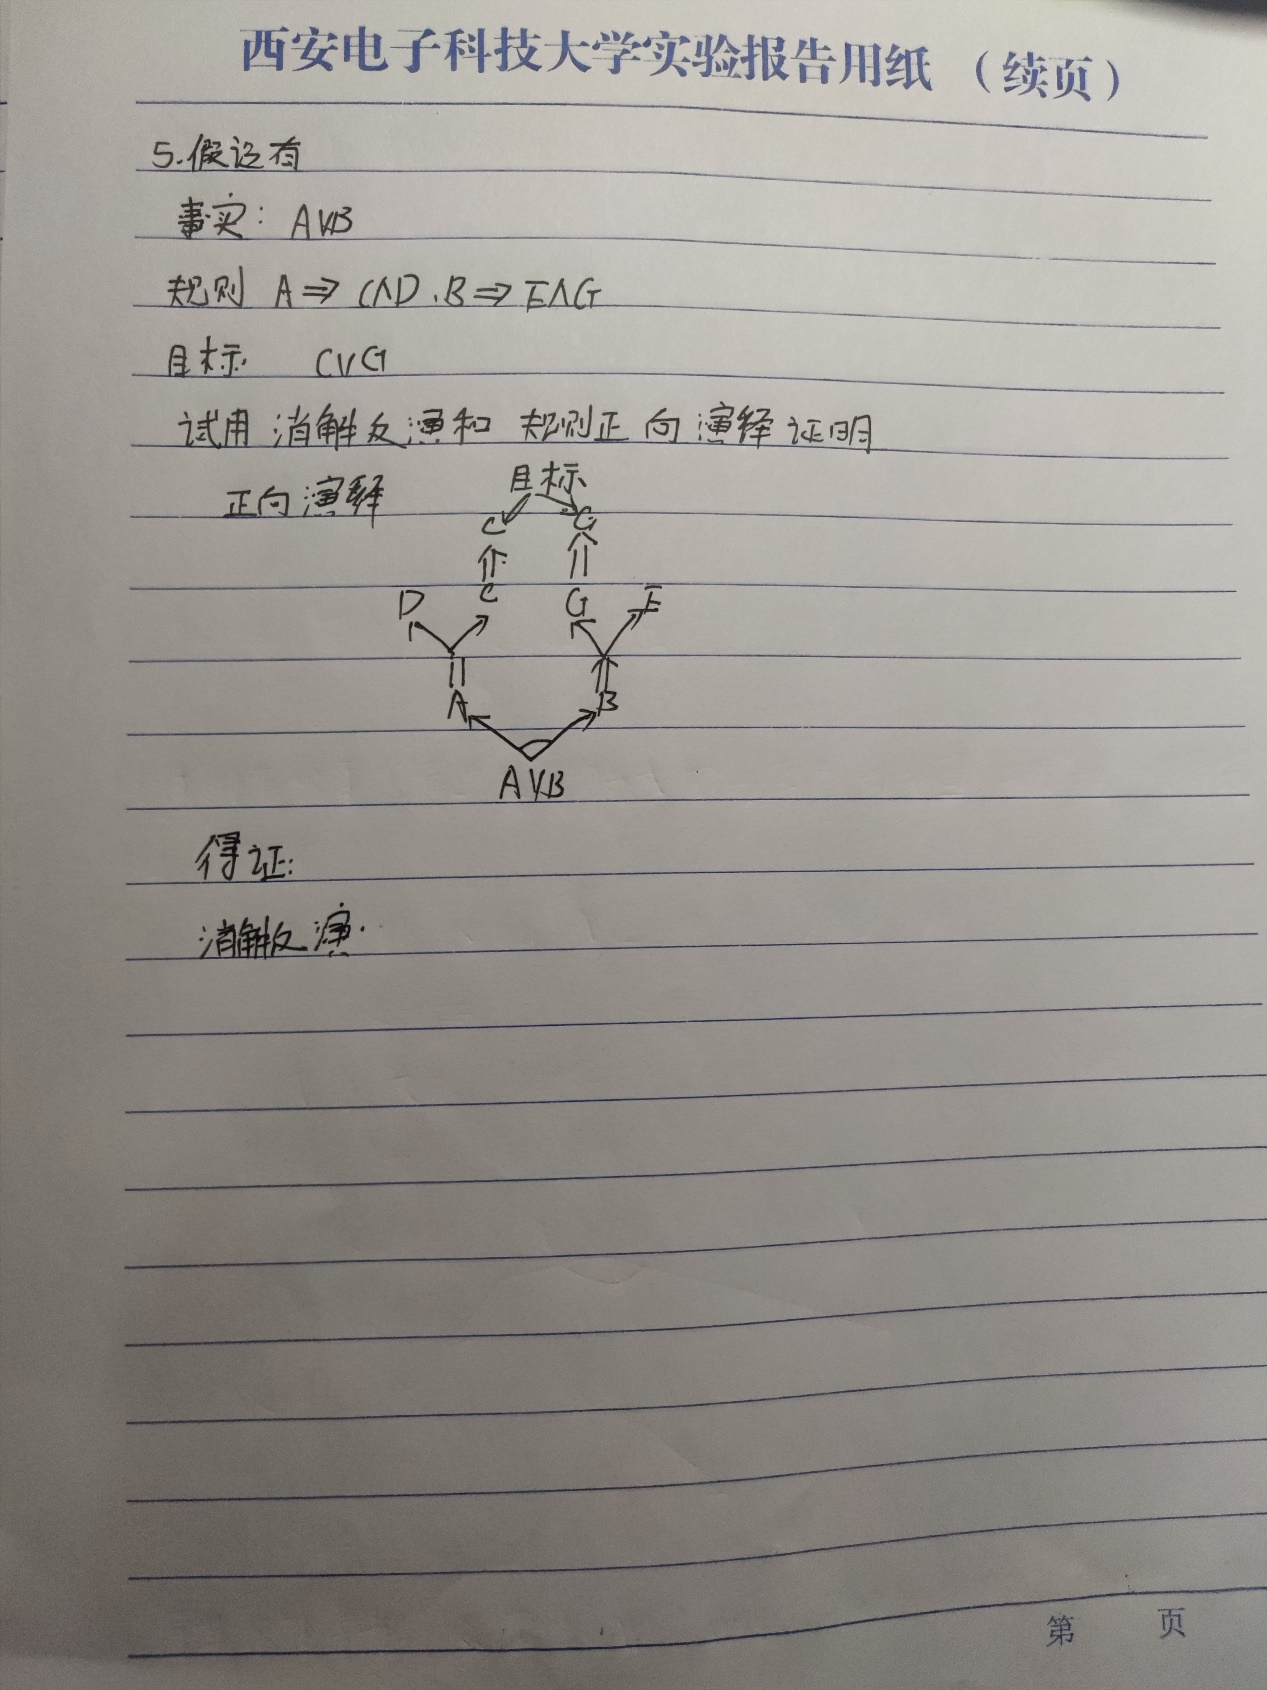 西安电子科技大学实验报告用纸（续页）
5.假设有
事实：A∨B
规则 A⇒C∧D.B⇒E∧G
目标 C∨G
试用消解反演和规则正向演绎证明
正向演绎
目标
C G
D C G E
A B
A∨B
得证:
消解反演.
第 页